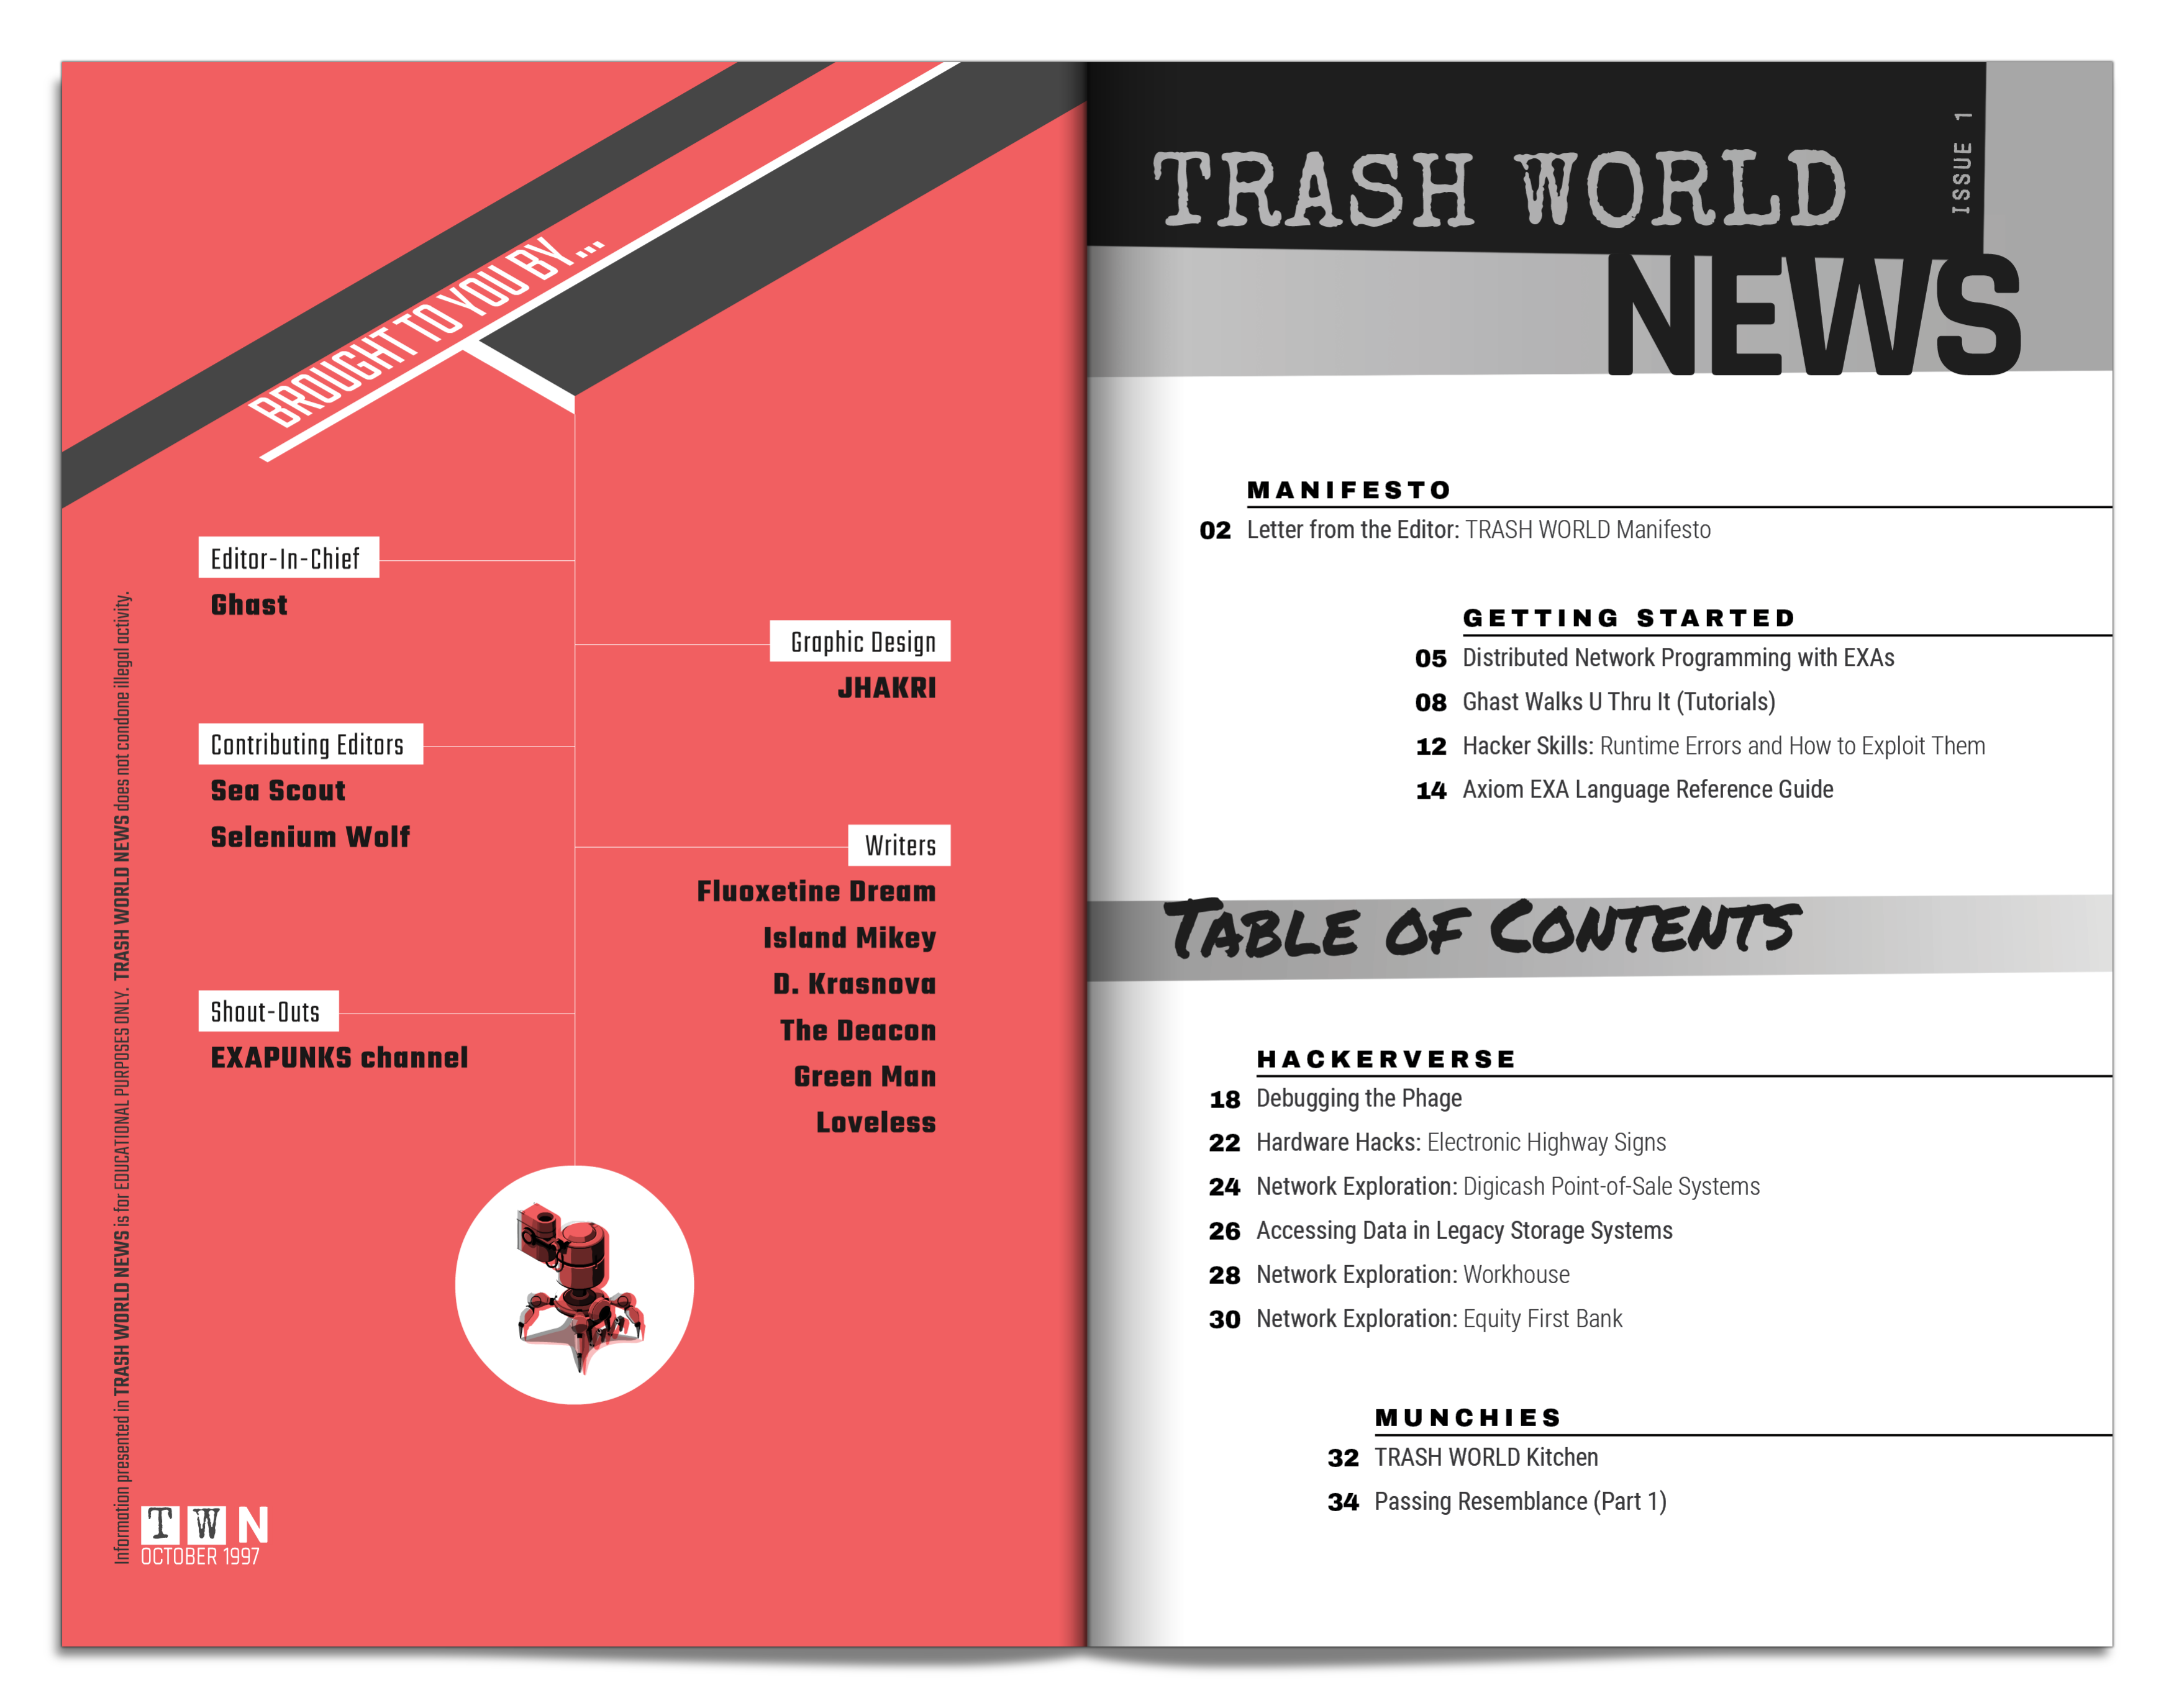 BROUGHT TO YOU BY...
Editor-In-Chief
Ghast
Graphic Design
JHAKRI
Contributing Editors
Sea Scout
Selenium Wolf
Writers
Fluoxetine Dream
Island Mikey
D. Krasnova
The Deacon
Green Man
Loveless
Shout-Outs
EXAPUNKS channel
Information presented in TRASH WORLD NEWS is for EDUCATIONAL PURPOSES ONLY. TRASH WORLD NEWS does not condone illegal activity.
TWN
OCTOBER 1997
TRASH WORLD
NEWS
ISSUE 1
MANIFESTO
02 Letter from the Editor: TRASH WORLD Manifesto
GETTING STARTED
05 Distributed Network Programming with EXAs
08 Ghast Walks U Thru It (Tutorials)
12 Hacker Skills: Runtime Errors and How to Exploit Them
14 Axiom EXA Language Reference Guide
TABLE OF CONTENTS
HACKERVERSE
18 Debugging the Phage
22 Hardware Hacks: Electronic Highway Signs
24 Network Exploration: Digicash Point-of-Sale Systems
26 Accessing Data in Legacy Storage Systems
28 Network Exploration: Workhouse
30 Network Exploration: Equity First Bank
MUNCHIES
32 TRASH WORLD Kitchen
34 Passing Resemblance (Part 1)